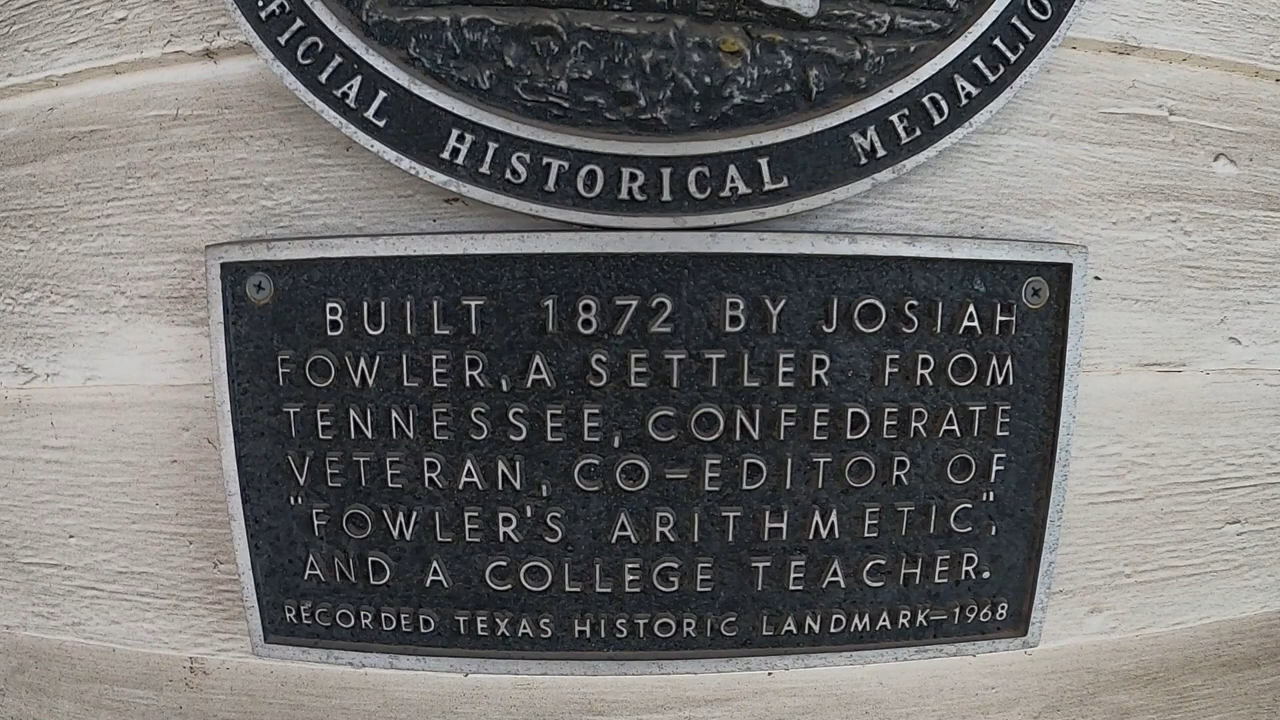 FICIAL HISTORICAL MEDALLIO
BUILT 1872 BY JOSIAH
FOWLER, A SETTLER FROM
TENNESSEE, CONFEDERATE
VETERAN, CO-EDITOR OF
"FOWLER'S ARITHMETIC",
AND A COLLEGE TEACHER.
RECORDED TEXAS HISTORIC LANDMARK-1968